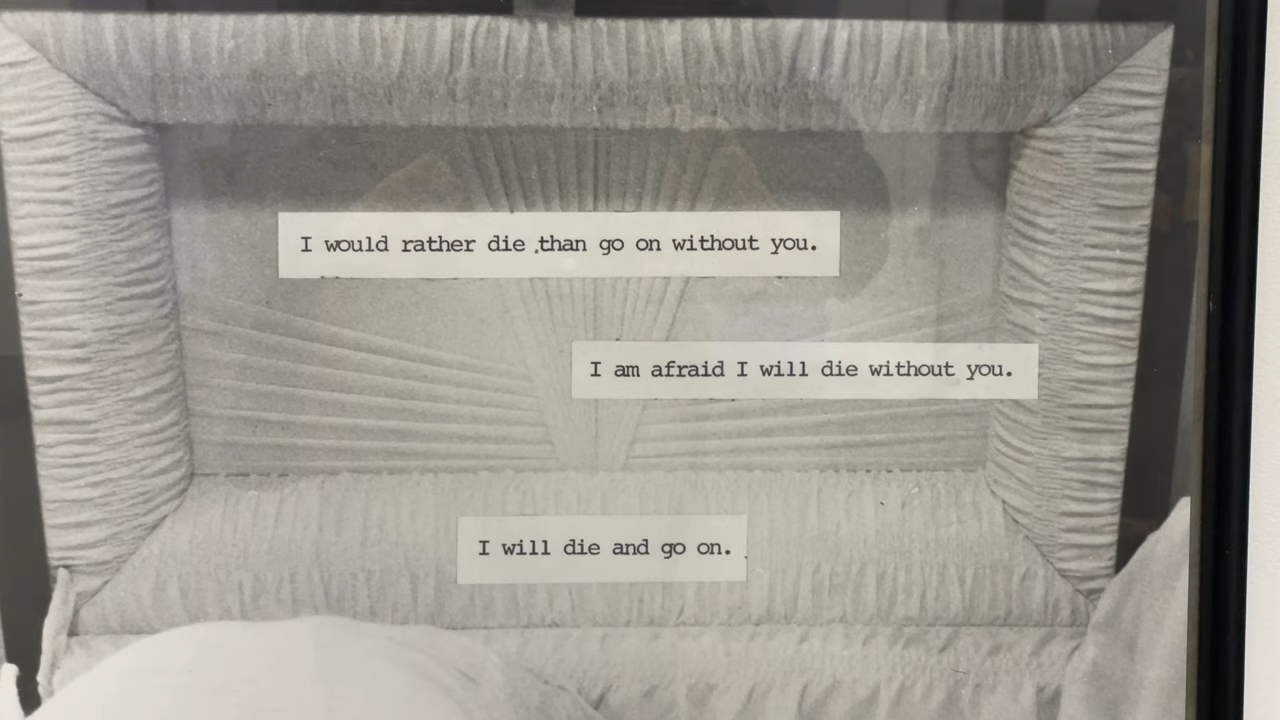 I would rather die than go on without you.
I am afraid I will die without you.
I will die and go on.